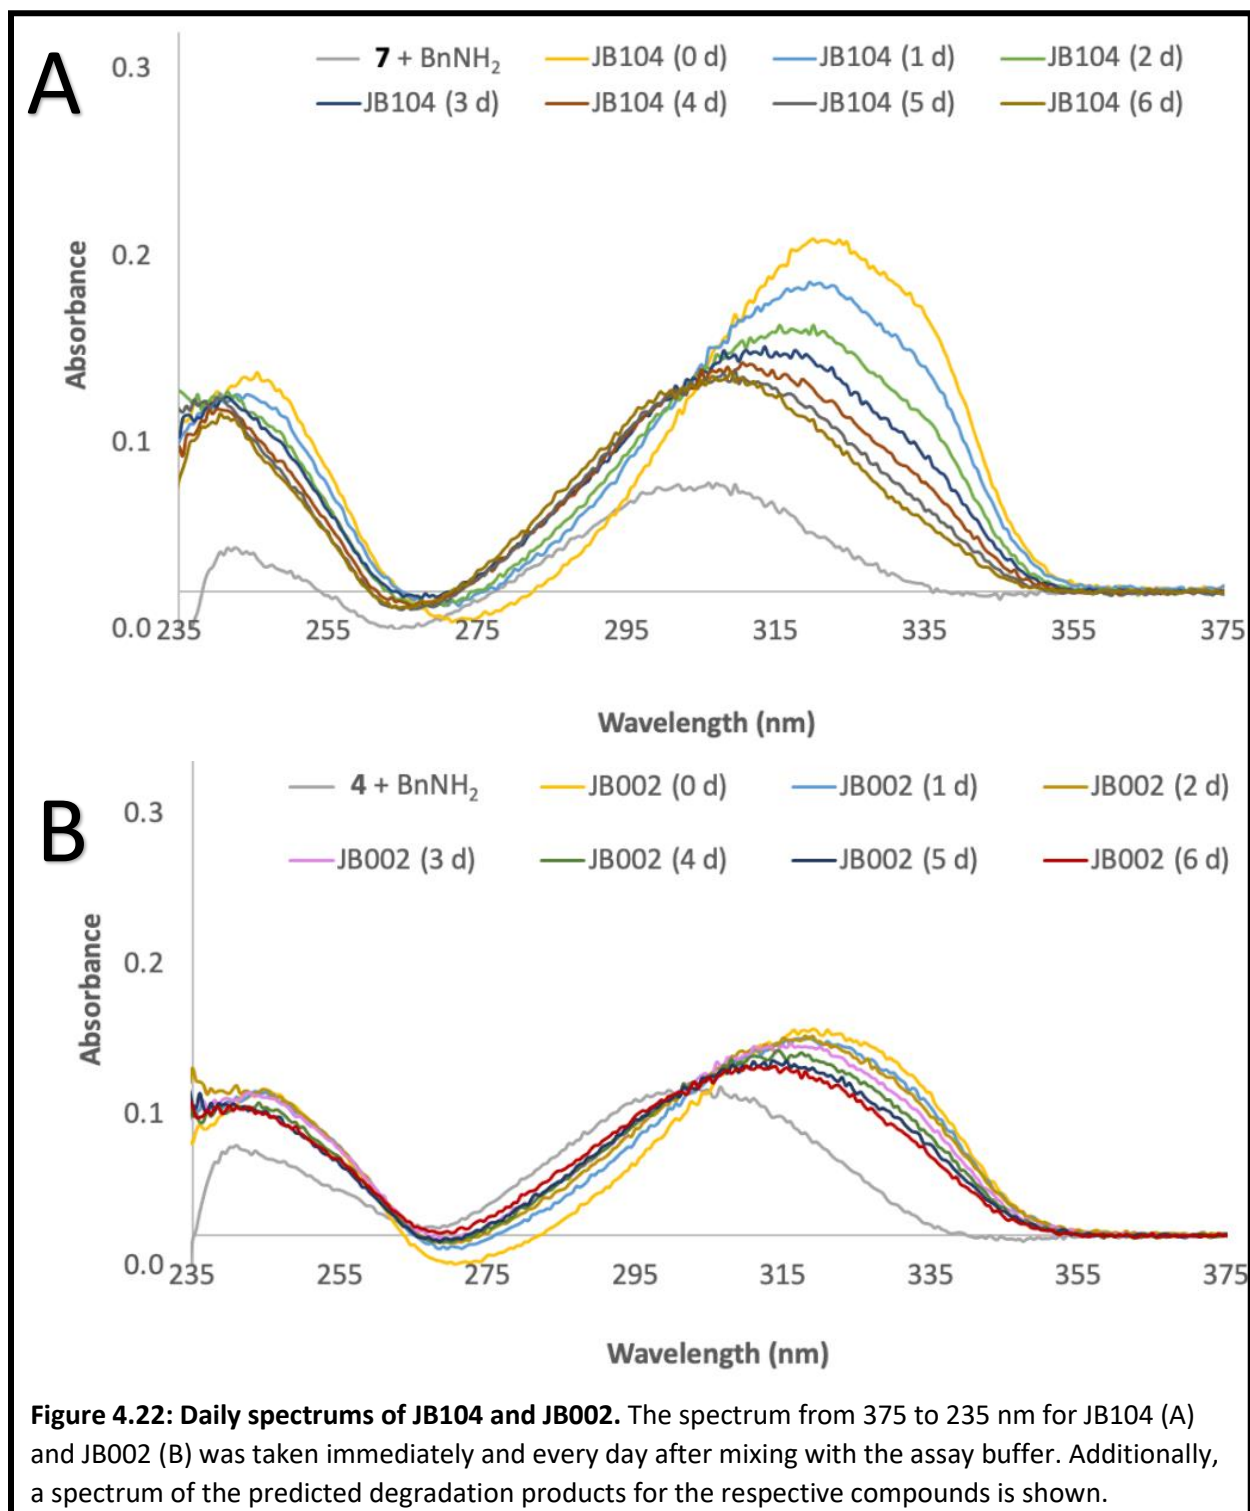 A
0.3
7 + BnNH2 JB104 (0 d) JB104 (1 d) JB104 (2 d)
JB104 (3 d) JB104 (4 d) JB104 (5 d) JB104 (6 d)
0.2
Absorbance
0.1
0.0
235 255 275 295 315 335 355 375
Wavelength (nm)
B
4 + BnNH2 JB002 (0 d) JB002 (1 d) JB002 (2 d)
0.3
JB002 (3 d) JB002 (4 d) JB002 (5 d) JB002 (6 d)
0.2
Absorbance
0.1
0.0
235 255 275 295 315 335 355 375
Wavelength (nm)
Figure 4.22: Daily spectrums of JB104 and JB002. The spectrum from 375 to 235 nm for JB104 (A)
and JB002 (B) was taken immediately and every day after mixing with the assay buffer. Additionally,
a spectrum of the predicted degradation products for the respective compounds is shown.